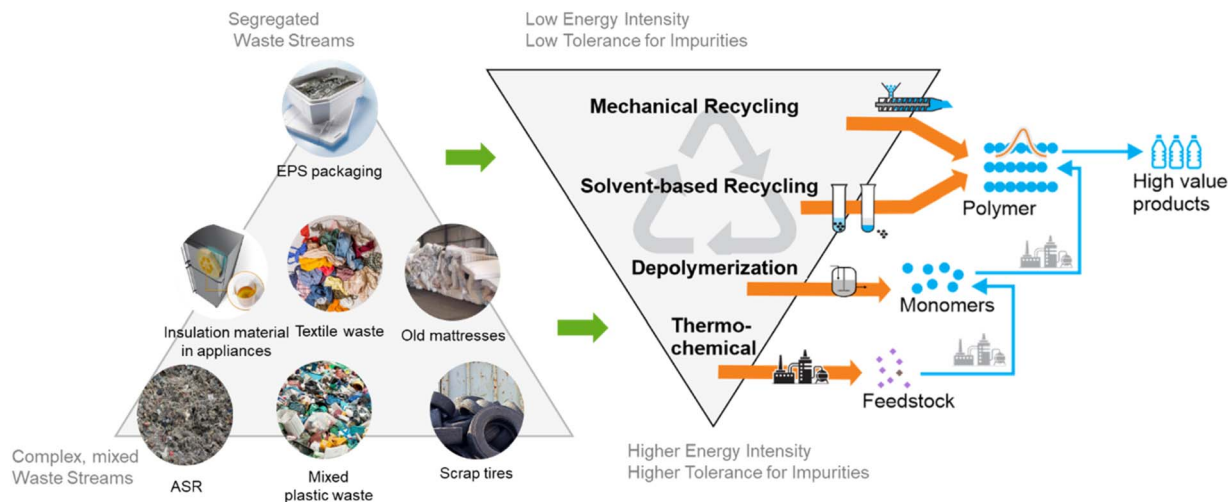 Segregated
Waste Streams
Low Energy Intensity
Low Tolerance for Impurities
EPS packaging
Insulation material
in appliances
Textile waste
Old mattresses
ASR
Mixed
plastic waste
Scrap tires
Complex, mixed
Waste Streams
Mechanical Recycling
Solvent-based Recycling
Depolymerization
Thermo-
chemical
Polymer
High value
products
Monomers
Feedstock
Higher Energy Intensity
Higher Tolerance for Impurities